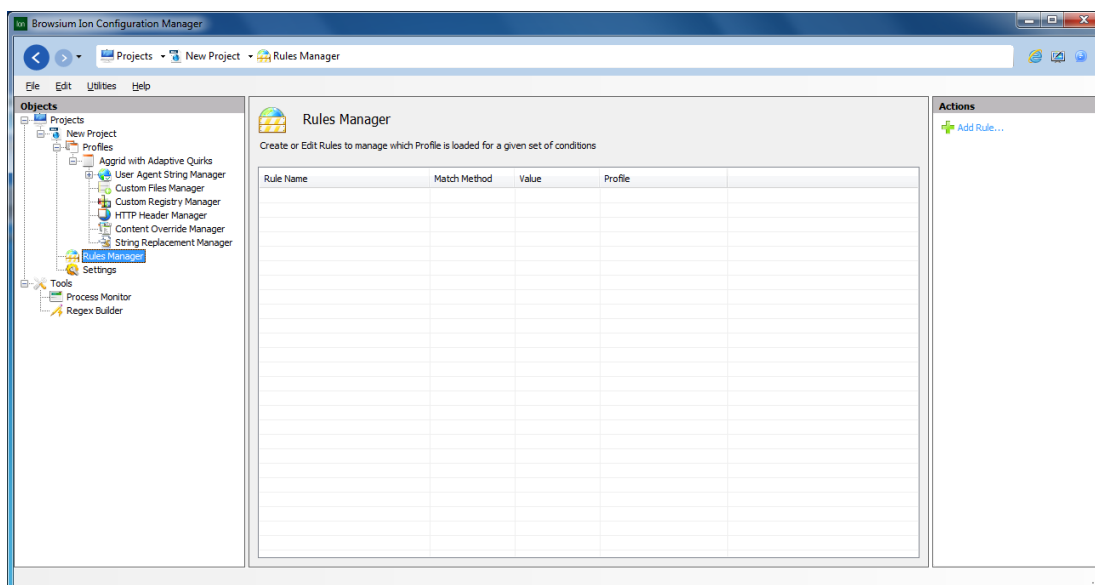 Ion Browsium Ion Configuration Manager
Projects New Project Rules Manager
File Edit Utilities Help
Objects
Projects
New Project
Profiles
Aggrid with Adaptive Quirks
User Agent String Manager
Custom Files Manager
Custom Registry Manager
HTTP Header Manager
Content Override Manager
String Replacement Manager
Rules Manager
Settings
Tools
Process Monitor
Regex Builder
Rules Manager
Create or Edit Rules to manage which Profile is loaded for a given set of conditions
Rule Name Match Method Value Profile
Actions
Add Rule...